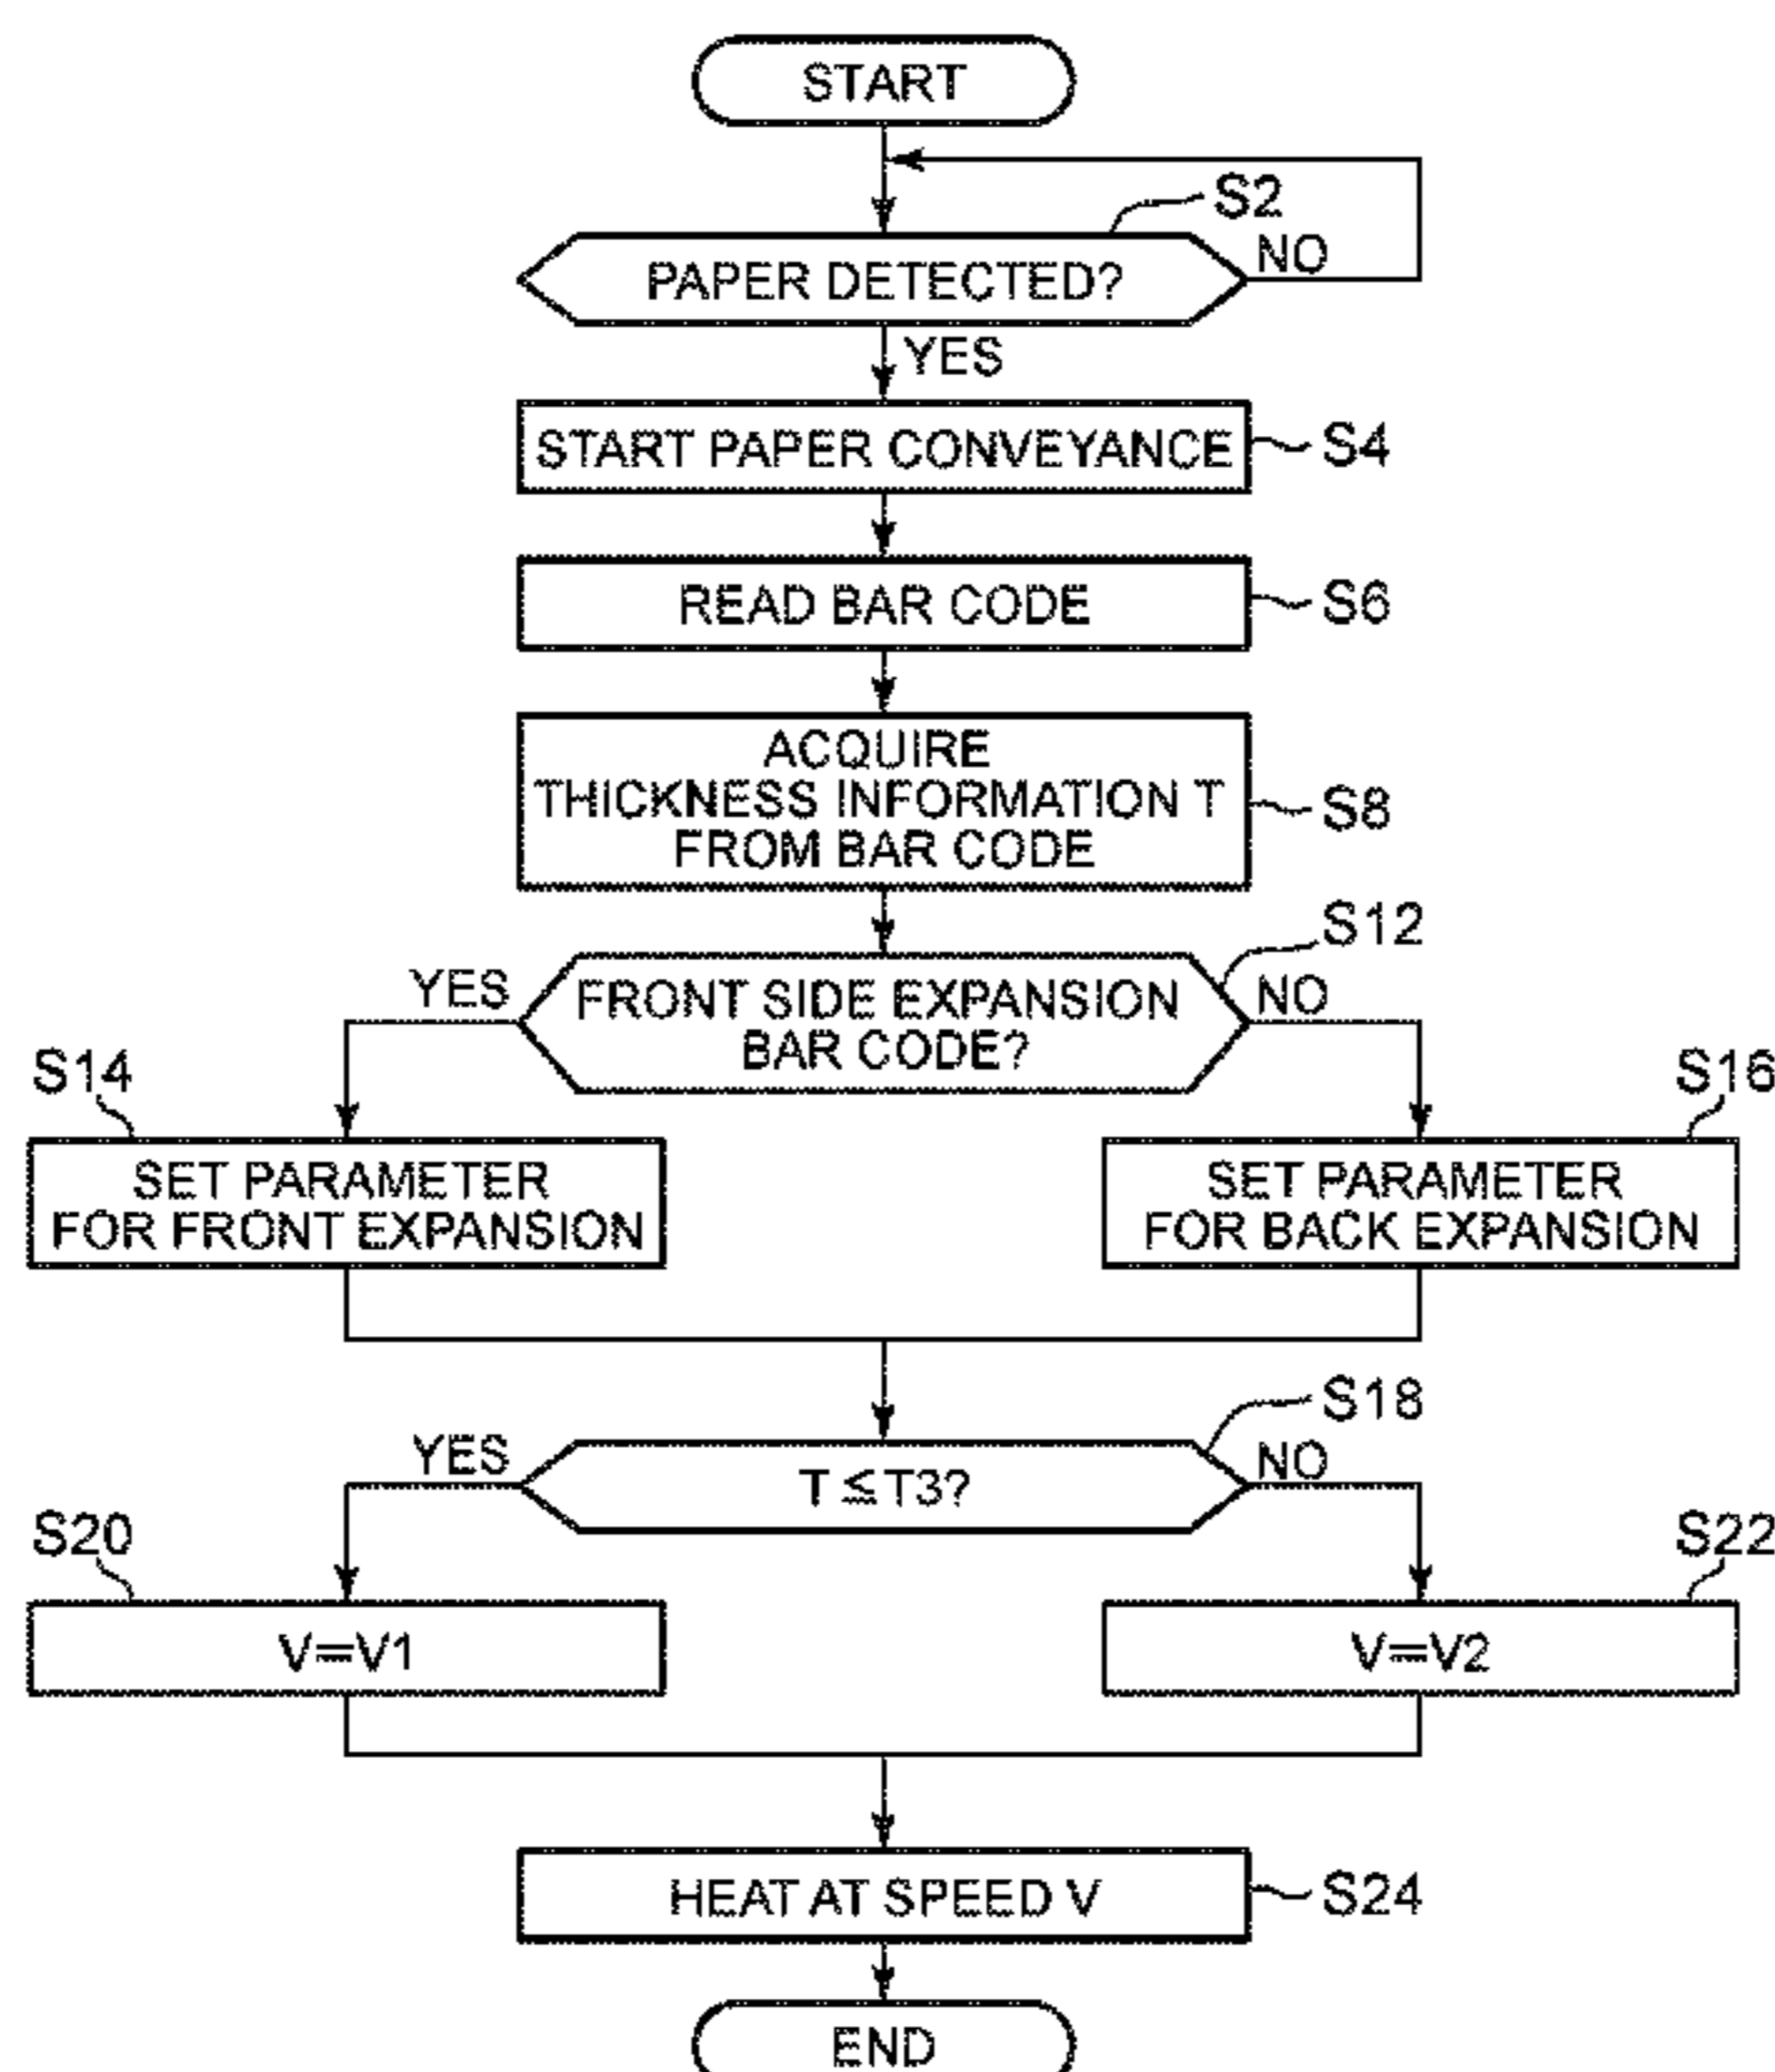 START
S2
NO
PAPER DETECTED?
YES
START PAPER CONVEYANCE
S4
READ BAR CODE
S6
ACQUIRE
THICKNESS INFORMATION T
FROM BAR CODE
S8
S12
YES
NO
FRONT SIDE EXPANSION
BAR CODE?
S14
S16
SET PARAMETER
FOR FRONT EXPANSION
SET PARAMETER
FOR BACK EXPANSION
S18
YES
NO
T≦T3?
S20
S22
V=V1
V=V2
HEAT AT SPEED V
S24
END